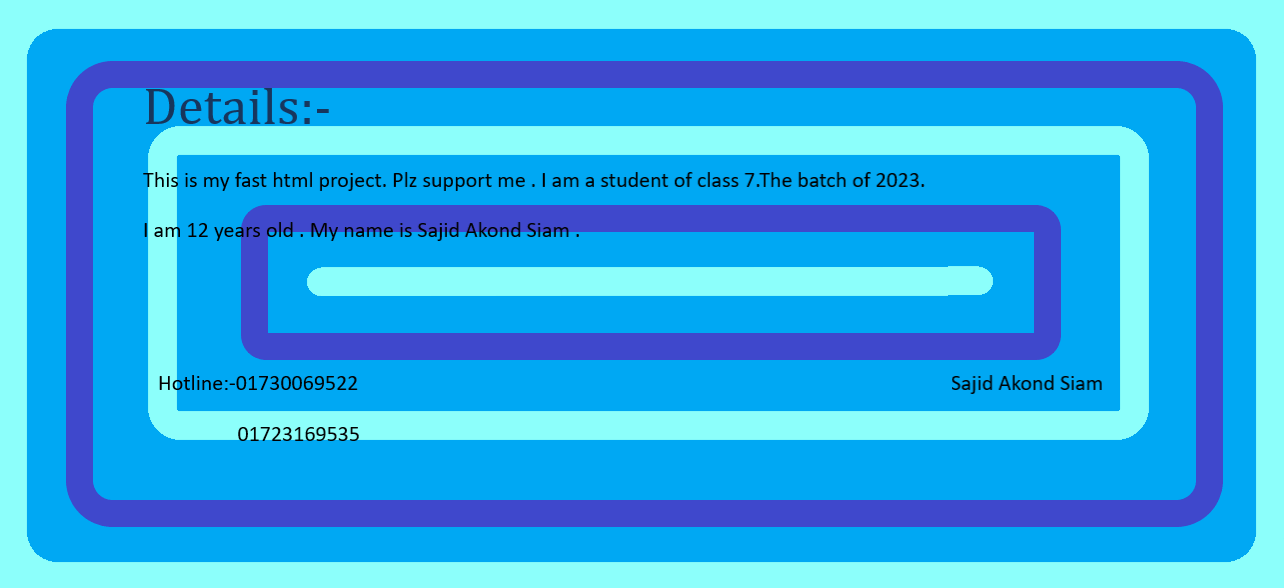 Details:-
This is my fast html project. Plz support me . I am a student of class 7.The batch of 2023.
I am 12 years old . My name is Sajid Akond Siam .
Hotline:-01730069522 Sajid Akond Siam
01723169535